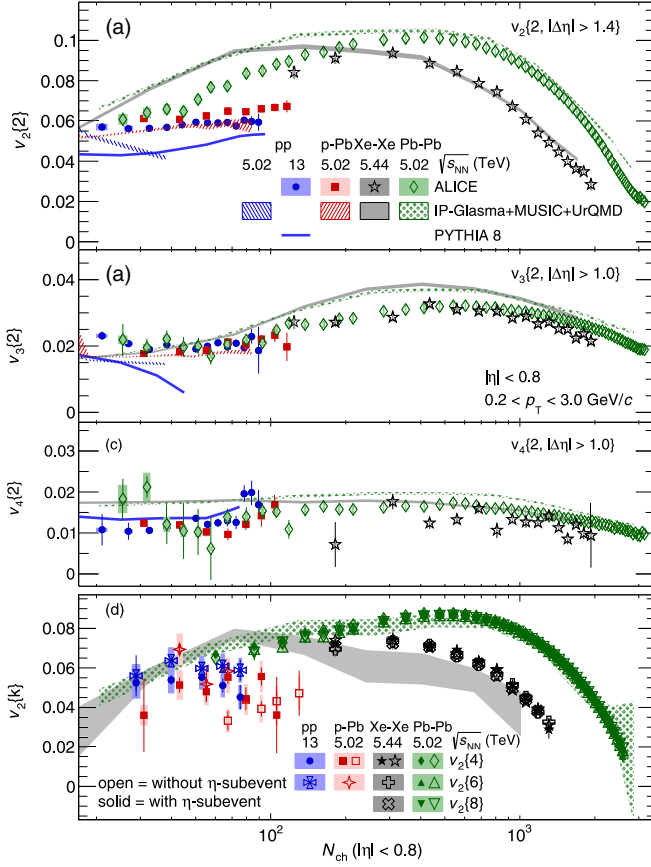 (a)
v₂{2, |Δη| > 1.4}
0.1
0.08
0.06
0.04
0.02
0
v₂{2}
pp p-Pb Xe-Xe Pb-Pb
5.02 13 5.02 5.44 5.02 √sNN (TeV)
ALICE
IP-Glasma+MUSIC+UrQMD
PYTHIA 8
(a)
v₃{2, |Δη| > 1.0}
0.04
0.02
0
v₃{2}
|η| < 0.8
0.2 < pT < 3.0 GeV/c
(c)
v₄{2, |Δη| > 1.0}
0.03
0.02
0.01
0
v₄{2}
(d)
0.08
0.06
0.04
0.02
0
v₂{k}
pp p-Pb Xe-Xe Pb-Pb
13 5.02 5.44 5.02 √sNN (TeV)
v₂{4}
open = without η-subevent
v₂{6}
solid = with η-subevent
v₂{8}
10² 10³
Nch (|η| < 0.8)